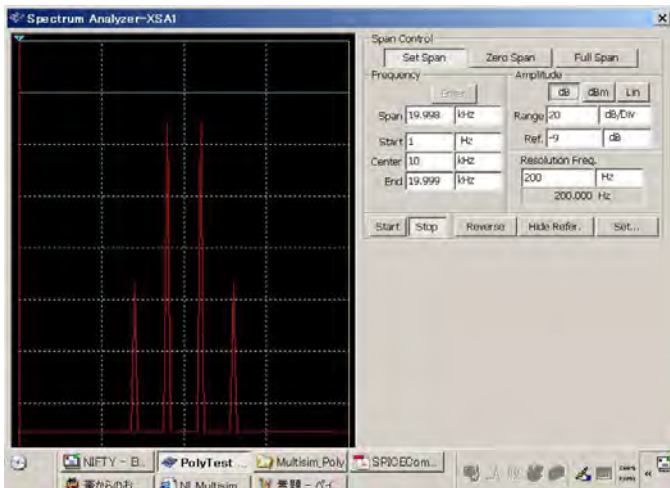 Spectrum Analyzer-XSA1
Span Control
Set Span Zero Span Full Span
Frequency
Enter
Span 19.998 kHz
Start 1 Hz
Center 10 kHz
End 19.999 kHz
Amplitude
dB dBm Lin
Range 20 dB/Div
Ref. -9 dB
Resolution Freq.
200 Hz
200.000 Hz
Start Stop Reverse Hide Refer. Set...
NIFTY - B... PolyTest ... Multisim_Poly SPICECom...
NI Multisim